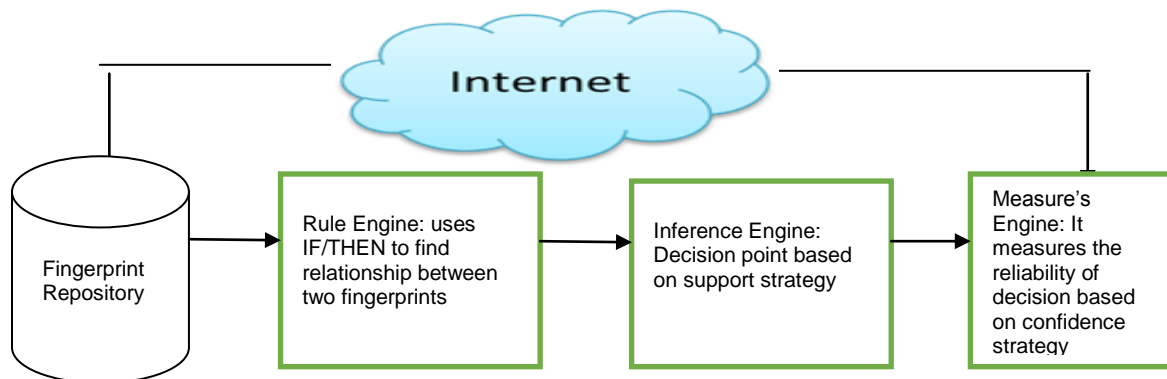 Internet
Fingerprint
Repository
Rule Engine: uses
IF/THEN to find
relationship between
two fingerprints
Inference Engine:
Decision point based
on support strategy
Measure’s
Engine: It
measures the
reliability of
decision based
on confidence
strategy